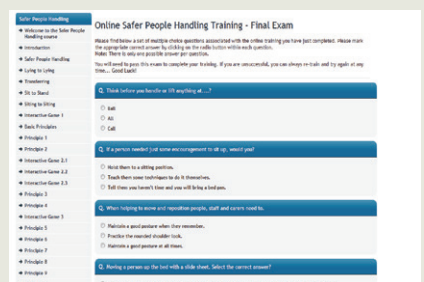 Safer People Handling
Welcome to the Safer People
Handling course
Introduction
Safer People Handling
Lying to Lying
Transferring
Sit to Stand
Sitting to Sitting
Interactive Game 1
Basic Principles
Principle 1
Principle 2
Interactive Game 2.1
Interactive Game 2.2
Interactive Game 2.3
Principle 3
Principle 4
Interactive Game 3
Principle 5
Principle 6
Principle 7
Principle 8
Principle 9
Online Safer People Handling Training - Final Exam
Please find below a set of multiple choice questions associated with the online training you have just completed. Please mark
the appropriate correct answer by clicking on the radio button within each question.
Note: There is only one possible answer per question.
You will need to pass this exam to complete your training. If you are unsuccessful, you can always re-train and try again at any
time... Good Luck!
Q. Think before you handle or lift anything at...?
All
Call
Q. If a person needed just some encouragement to sit up, would you?
Hoist them to a sitting position.
Teach them some techniques to do it themselves.
Tell them you haven't time and you will bring a bed pan.
Q. When helping to move and reposition people, staff and carers need to.
Maintain a good posture when they remember.
Practice the rounded shoulder look.
Maintain a good posture at all times.
Q. Moving a person up the bed with a slide sheet. Select the correct answer?